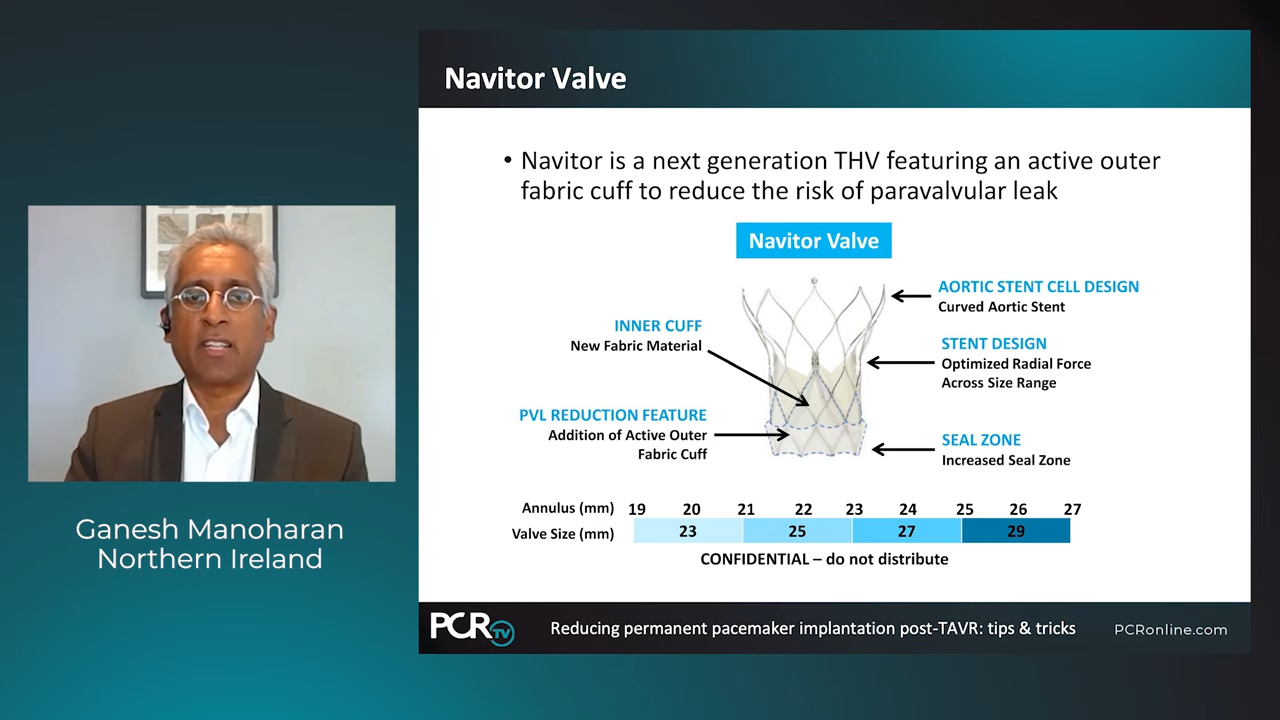 Navitor Valve
• Navitor is a next generation THV featuring an active outer
fabric cuff to reduce the risk of paravalvular leak
Navitor Valve
AORTIC STENT CELL DESIGN
Curved Aortic Stent
INNER CUFF
New Fabric Material
STENT DESIGN
Optimized Radial Force
Across Size Range
PVL REDUCTION FEATURE
Addition of Active Outer
Fabric Cuff
SEAL ZONE
Increased Seal Zone
Annulus (mm) 19 20 21 22 23 24 25 26 27
Valve Size (mm) 23 25 27 29
CONFIDENTIAL – do not distribute
Ganesh Manoharan
Northern Ireland
PCR TV
Reducing permanent pacemaker implantation post-TAVR: tips & tricks
PCRonline.com